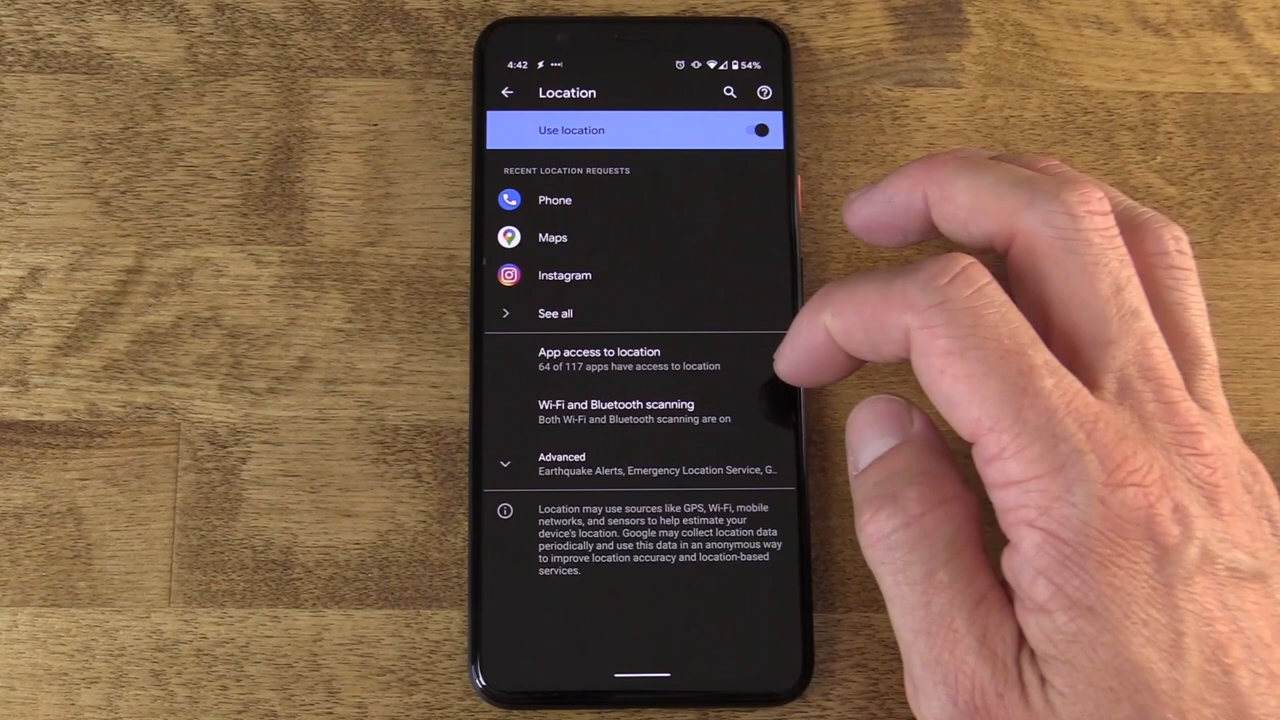 4:42 54%
Location
Use location
RECENT LOCATION REQUESTS
Phone
Maps
Instagram
See all
App access to location
64 of 117 apps have access to location
Wi-Fi and Bluetooth scanning
Both Wi-Fi and Bluetooth scanning are on
Advanced
Earthquake Alerts, Emergency Location Service, G..
Location may use sources like GPS, Wi-Fi, mobile
networks, and sensors to help estimate your
device's location. Google may collect location data
periodically and use this data in an anonymous way
to improve location accuracy and location-based
services.